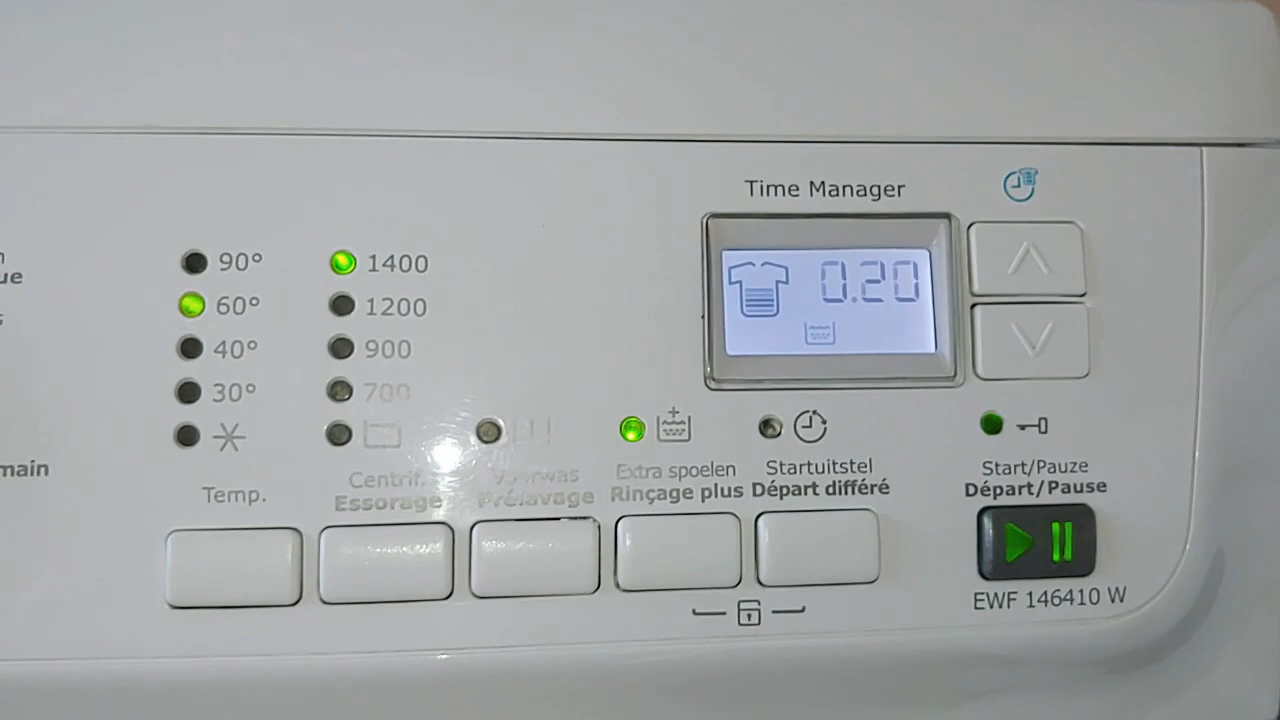 Time Manager
n
ue
s
90°
1400
0.20
60°
1200
40°
900
30°
700
main
Temp.
Centrif.
Essorage
Voorwas
Prélavage
Extra spoelen
Rinçage plus
Startuitstel
Départ différé
Start/Pauze
Départ/Pause
EWF 146410 W